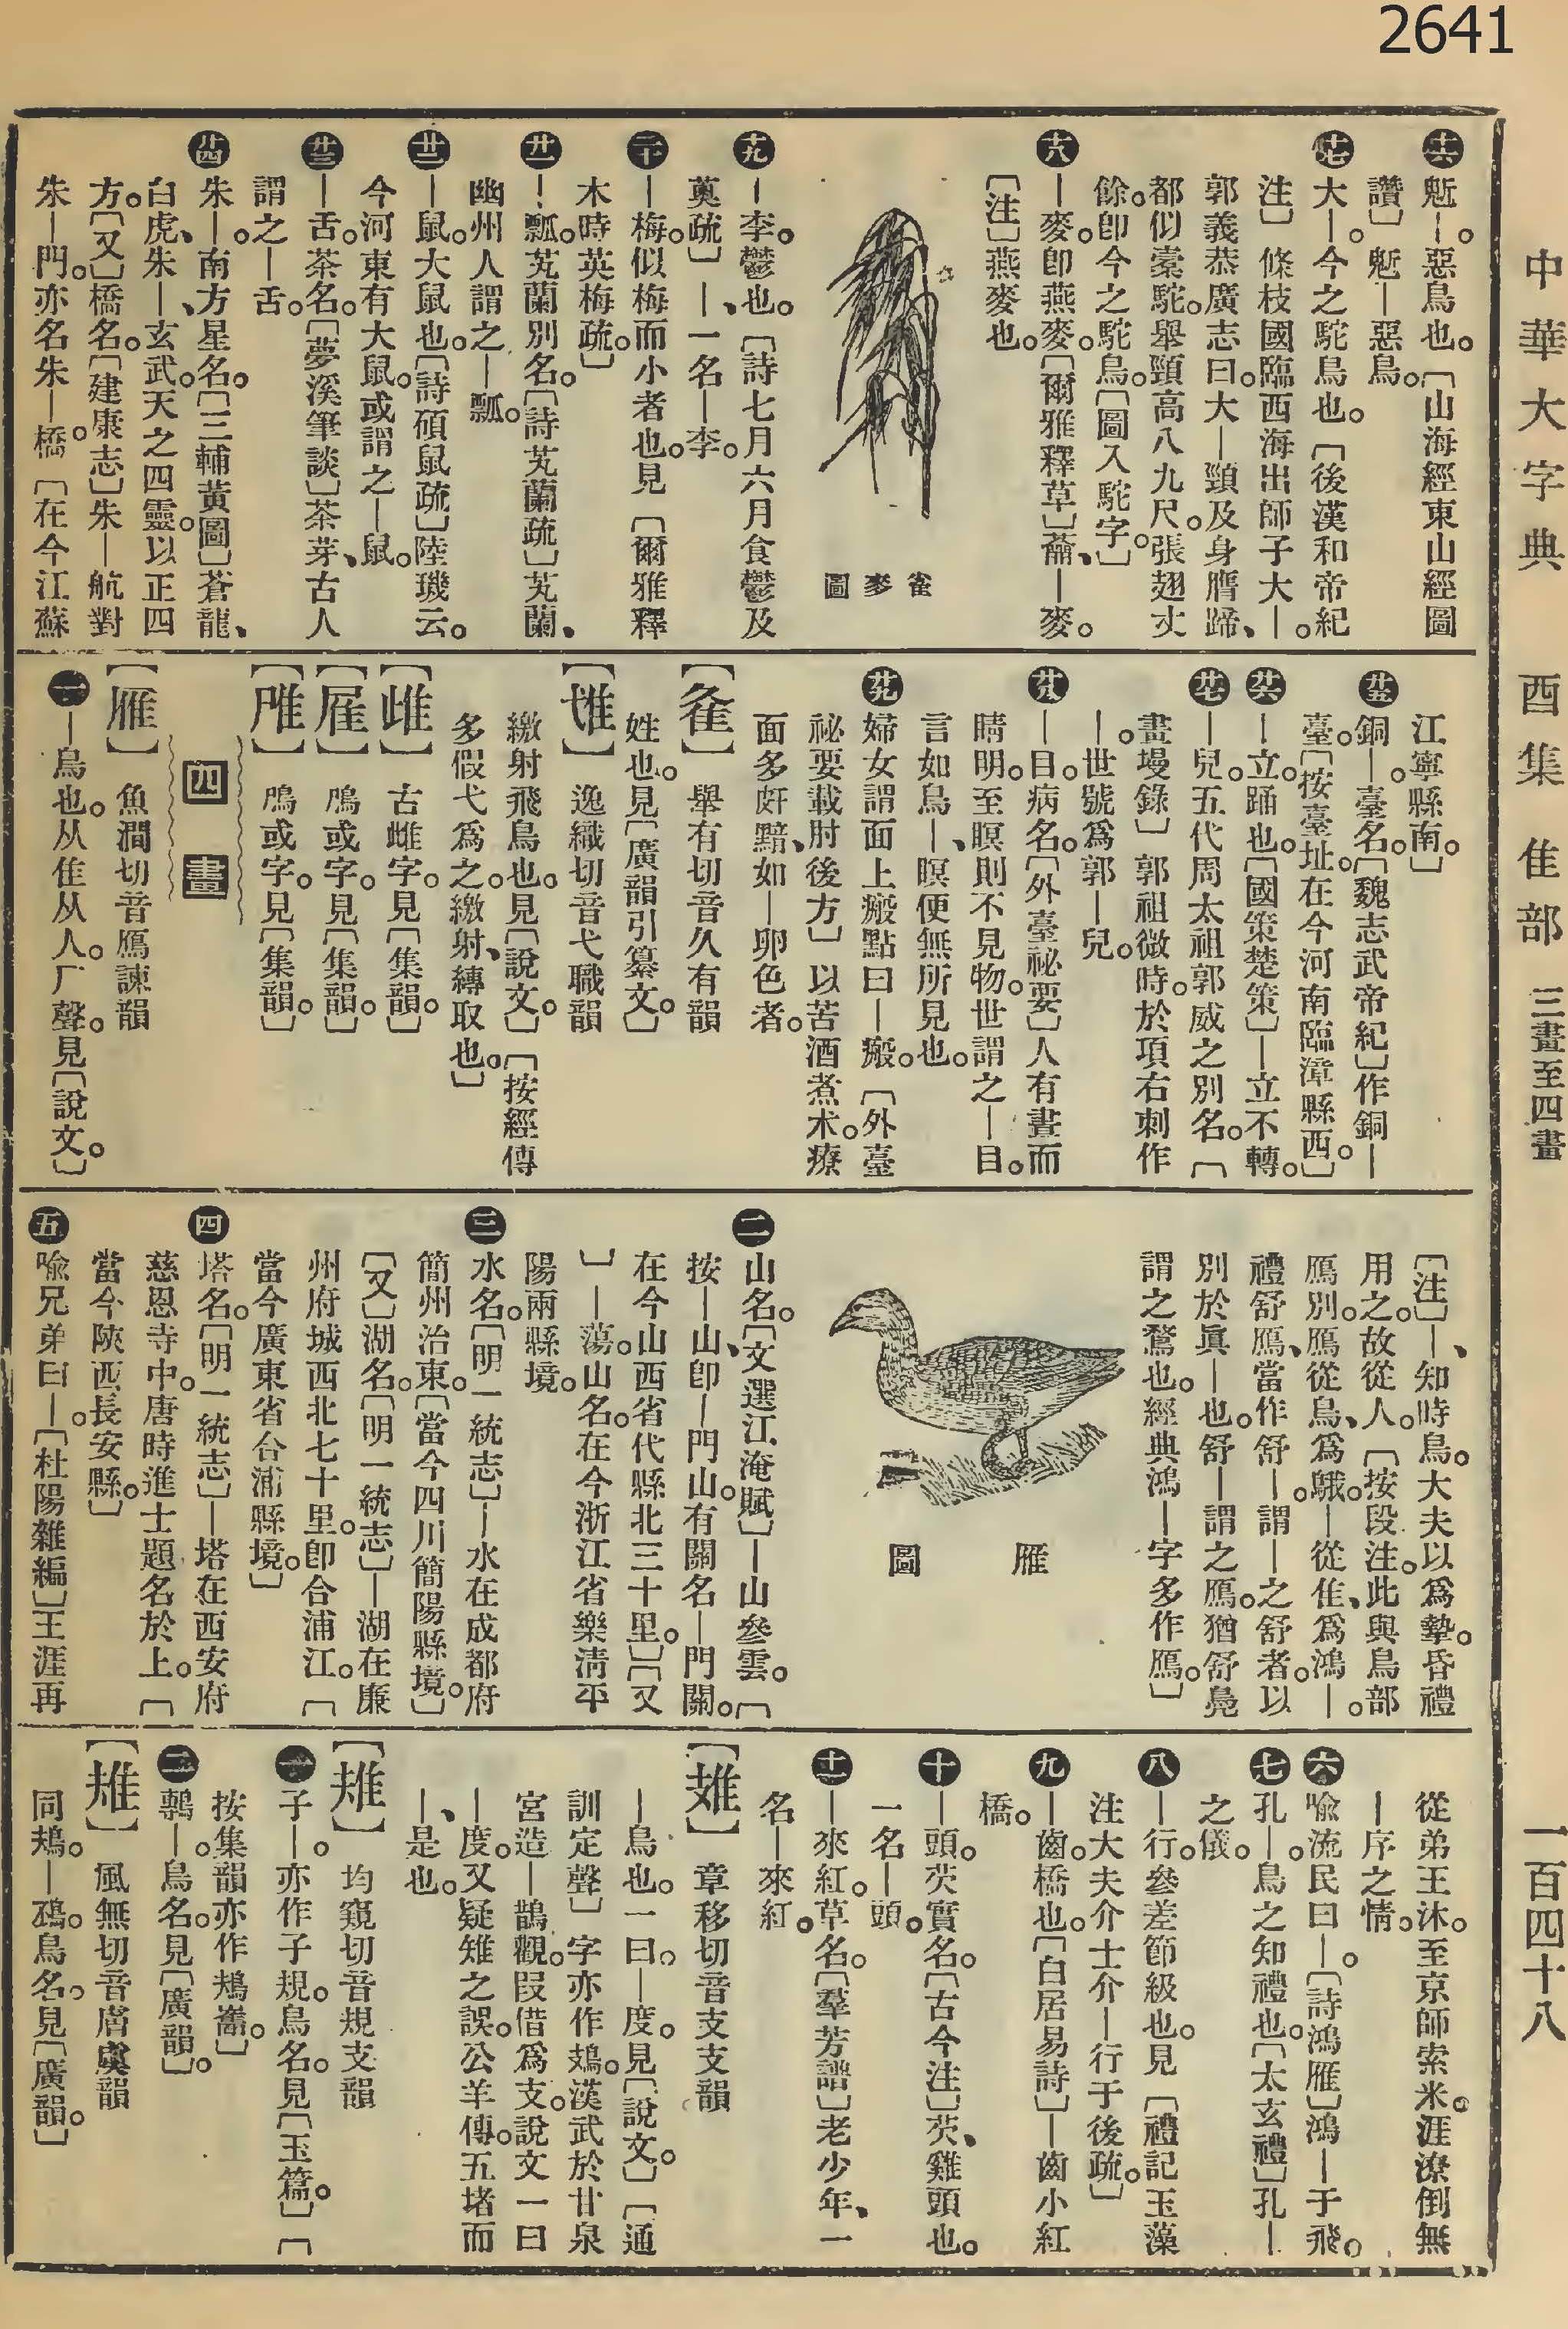 2641
中華大字典 酉集 隹部 三畫至四畫 一百四十八
十六 魀｜。惡鳥也。〔山海經東山經圖
讚〕魀｜惡鳥。
十七 大｜。今之駝鳥也。〔後漢和帝紀
注〕條枝國臨西海出師子大｜。
郭義恭廣志曰。大｜頸及身膺蹄、
都似橐駝。舉頸高八九尺。張翅丈
餘。卽今之駝鳥。〔圖入駝字。〕
十八 ｜麥。卽燕麥。〔爾雅釋草〕蘥、｜麥。
〔注〕燕麥也。
雀麥圖
十九 ｜李。鬱也。〔詩七月六月食鬱及
薁疏〕｜、一名｜李。
二十 ｜梅。似梅而小者也。見〔爾雅釋
木時英梅疏。〕
廿一 ｜瓢。芄蘭別名。〔詩芄蘭疏〕芄蘭、
幽州人謂之｜瓢。
廿二 ｜鼠。大鼠也。〔詩碩鼠疏〕陸璣云。
今河東有大鼠。或謂之｜鼠。
廿三 ｜舌。茶名。〔夢溪筆談〕茶芽、古人
謂之｜舌。
廿四 朱｜。南方星名。〔三輔黃圖〕蒼龍、
白虎、朱｜、玄武。天之四靈。以正四
方。〔又〕橋名。〔建康志〕朱｜航對
朱｜門。亦名朱｜橋。〔在今江蘇
江寧縣南。〕
廿五 銅｜。臺名。〔魏志武帝紀〕作銅｜
臺。〔按臺址。在今河南臨漳縣西。〕
廿六 ｜立。踊也。〔國策楚策〕｜立不轉。
廿七 ｜兒。五代周太祖郭威之別名。〔
畫墁錄〕郭祖微時。於項右刺作
｜。世號爲郭｜兒。
廿八 ｜目。病名。〔外臺祕要〕人有晝而
睛明。至暝則不見物。世謂之｜目。
言如鳥｜、暝便無所見也。
廿九 婦女謂面上瘢點曰｜瘢。〔外臺
祕要載肘後方〕以苦酒煮朮。療
面多皯黯、如｜卵色者。
〔夋〕舉有切音久有韻
姓也。見〔廣韻引纂文。〕
〔隿〕逸織切音弋職韻
繳射飛鳥也。見〔說文。〕〔按經傳
多假弋爲之。繳射、縳取也。〕
〔𨾛〕古雌字。見〔集韻。〕
鴄或字。見〔集韻。〕
鴄或字。見〔集韻。〕
四畫
〔雁〕魚澗切音鴈諫韻
一 ｜鳥也。从隹从人。厂聲。見〔說文。〕
〔注〕｜、知時鳥。大夫以爲摯。昏禮
用之。故從人。〔按段注。此與鳥部
鴈別。鴈從鳥、爲鵝。｜從隹、爲鴻｜。
禮舒鴈、當作舒｜。謂｜之舒者。以
別於眞｜也。舒｜謂之鴈。猶舒鳧
謂之鶩也。經典鴻｜字多作鴈。〕
雁圖
二 山名。〔文選江淹賦〕｜山參雲。〔
按｜山、卽｜門山。有關名｜門關。
在今山西省代縣北三十里。〕〔又
〕｜蕩。山名。在今浙江省樂淸平
陽兩縣境。
三 水名。〔明一統志〕｜水在成都府
簡州治東。〔當今四川簡陽縣境。〕
〔又〕湖名。〔明一統志〕｜湖在廉
州府城西北七十里。卽合浦江。〔
當今廣東省合浦縣境。〕
四 塔名。〔明一統志〕｜塔在西安府
慈恩寺中。唐時進士題名於上。〔
當今陝西長安縣。〕
五 喩兄弟曰｜。〔杜陽雜編〕王涯再
從弟王沐。至京師索米。涯潦倒無
｜序之情。
六 喩流民曰｜。〔詩鴻雁〕鴻｜于飛。
七 孔｜。鳥之知禮也。〔太玄禮〕孔｜
之儀。
八 ｜行。參差節級也。見〔禮記玉藻
注大夫介士介｜行于後疏。〕
九 ｜齒。橋也。〔白居易詩〕｜齒小紅
橋。
十 ｜頭。芡實名。〔古今注〕芡、雞頭也。
一名｜頭。
十一 ｜來紅。草名。〔羣芳譜〕老少年、一
名｜來紅。
〔𨾚〕章移切音支支韻
｜鳥也。一曰。｜度。見〔說文。〕〔通
訓定聲〕字亦作鳷。漢武於甘泉
宮造｜鵲觀。叚借爲支。說文一曰
｜度。又疑雉之誤。公羊傳。五堵而
｜、是也。
〔䧳〕均窺切音規支韻
一 子｜。亦作子規。鳥名。見〔玉篇。〕〔
按集韻亦作鳺巂。〕
二 鷯｜。鳥名。見〔廣韻。〕
〔䧳〕風無切音膚虞韻
同鳺。｜鴀。鳥名。見〔廣韻。〕